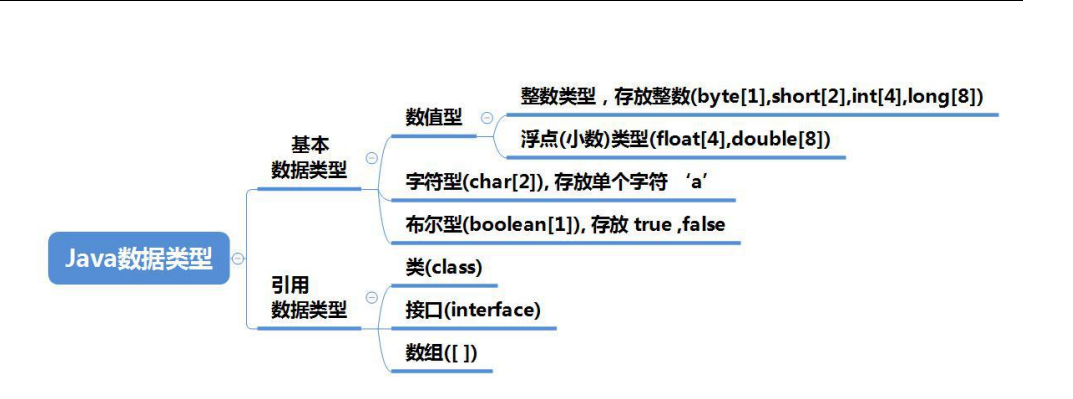 Java数据类型
基本
数据类型
数值型
整数类型，存放整数(byte[1],short[2],int[4],long[8])
浮点(小数)类型(float[4],double[8])
字符型(char[2]), 存放单个字符 ‘a’
布尔型(boolean[1]), 存放 true ,false
引用
数据类型
类(class)
接口(interface)
数组([ ])